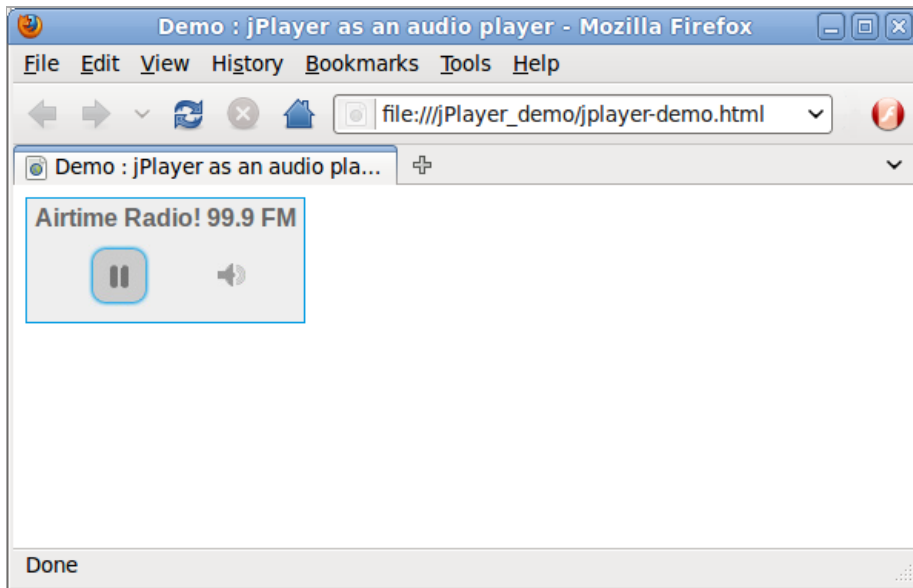 Demo : jPlayer as an audio player - Mozilla Firefox
File Edit View History Bookmarks Tools Help
file:///jPlayer_demo/jplayer-demo.html
Demo : jPlayer as an audio pla...
Airtime Radio! 99.9 FM
Done